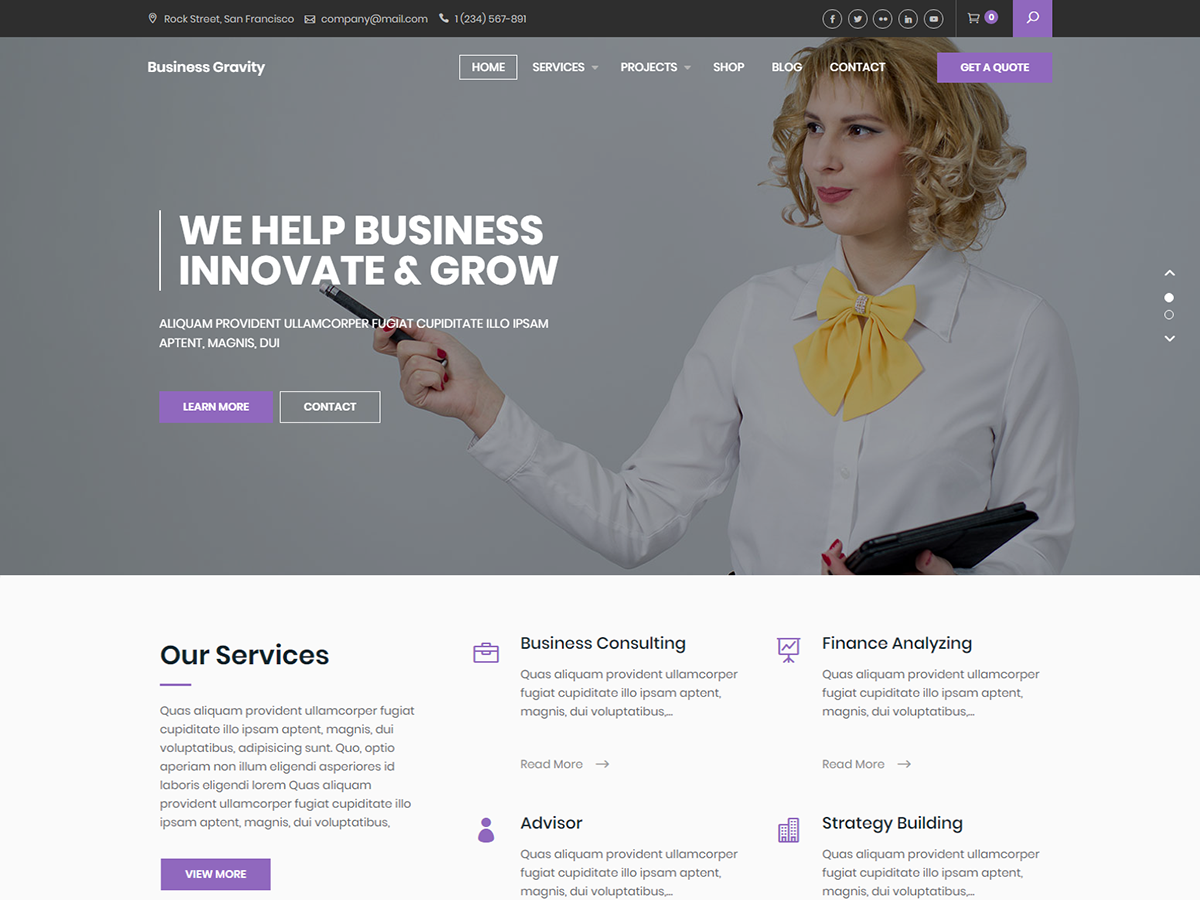 Rock Street, San Francisco company@mail.com 1 (234) 567-891
0
Business Gravity
HOME SERVICES PROJECTS SHOP BLOG CONTACT GET A QUOTE
WE HELP BUSINESS
INNOVATE & GROW
ALIQUAM PROVIDENT ULLAMCORPER FUGIAT CUPIDITATE ILLO IPSAM
APTENT, MAGNIS, DUI
LEARN MORE CONTACT
Our Services
Quas aliquam provident ullamcorper fugiat
cupiditate illo ipsam aptent, magnis, dui
voluptatibus, adipisicing sunt. Quo, optio
aperiam non illum eligendi asperiores id
laboris eligendi lorem Quas aliquam
provident ullamcorper fugiat cupiditate illo
ipsam aptent, magnis, dui voluptatibus,
VIEW MORE
Business Consulting
Quas aliquam provident ullamcorper
fugiat cupiditate illo ipsam aptent,
magnis, dui voluptatibus,...
Read More
Finance Analyzing
Quas aliquam provident ullamcorper
fugiat cupiditate illo ipsam aptent,
magnis, dui voluptatibus,...
Read More
Advisor
Quas aliquam provident ullamcorper
fugiat cupiditate illo ipsam aptent,
magnis, dui voluptatibus,...
Strategy Building
Quas aliquam provident ullamcorper
fugiat cupiditate illo ipsam aptent,
magnis, dui voluptatibus,...